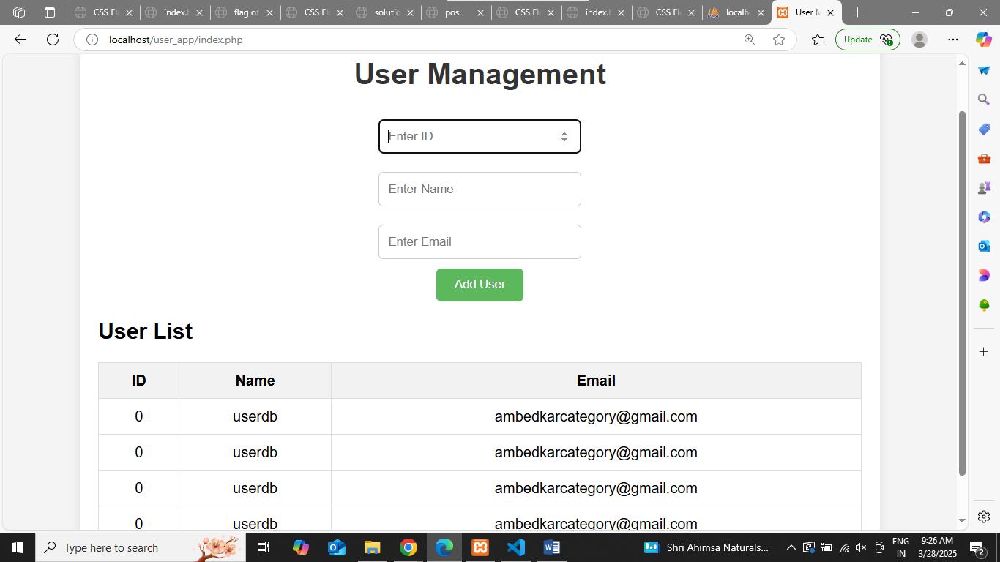 CSS Fl
index.h
flag of
CSS Fl
solutio
pos
CSS Fl
index.h
CSS Fl
localh
User M
localhost/user_app/index.php
Update
User Management
Enter ID
Enter Name
Enter Email
Add User
User List
ID Name Email
0 userdb ambedkarcategory@gmail.com
0 userdb ambedkarcategory@gmail.com
0 userdb ambedkarcategory@gmail.com
0 userdb ambedkarcategory@gmail.com
Type here to search
Shri Ahimsa Naturals...
ENG
IN
9:26 AM
3/28/2025
2